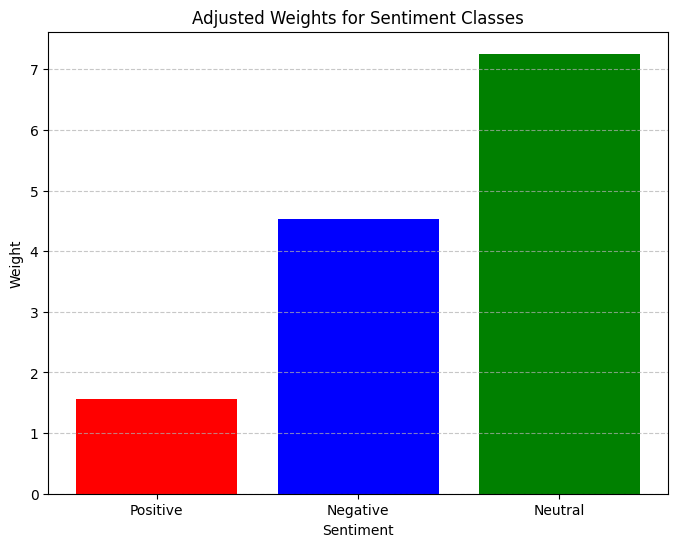 Adjusted Weights for Sentiment Classes
7
6
5
4
3
2
1
0
Weight
Positive
Negative
Neutral
Sentiment